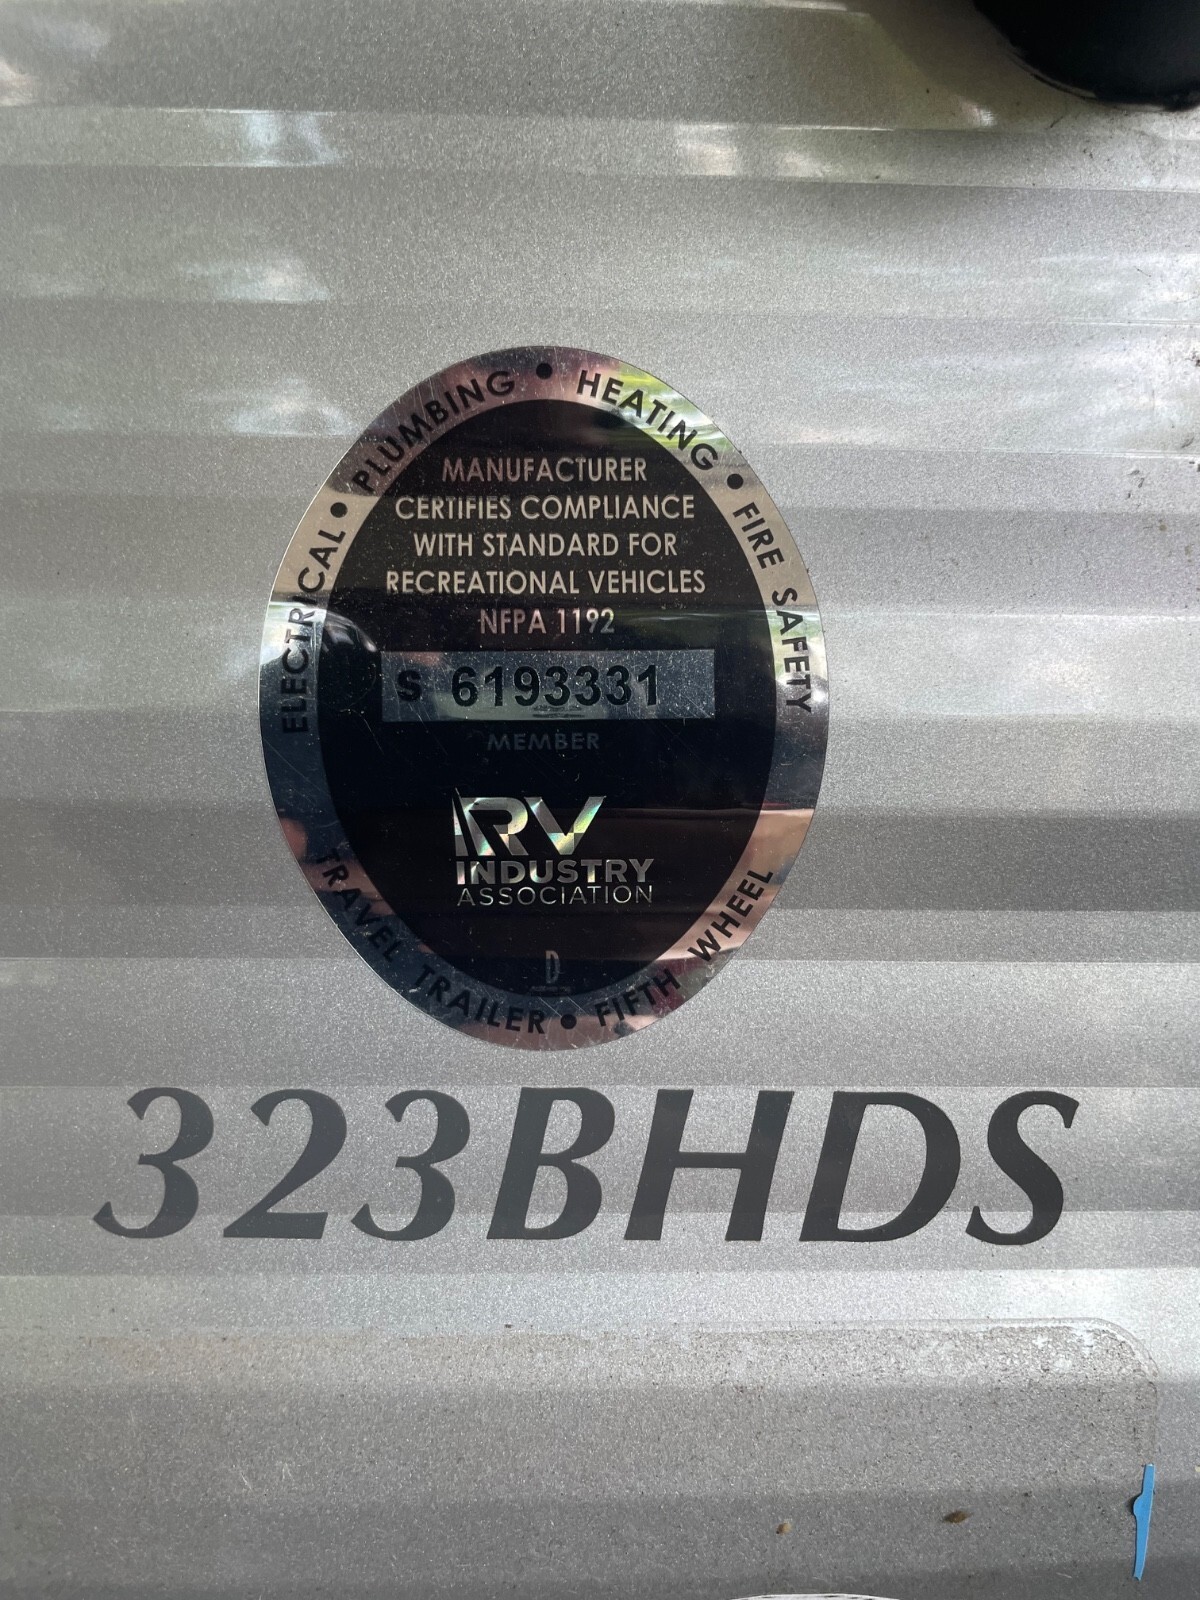 ELECTRICAL • PLUMBING • HEATING • FIRE SAFETY
MANUFACTURER
CERTIFIES COMPLIANCE
WITH STANDARD FOR
RECREATIONAL VEHICLES
NFPA 1192
S 6193331
MEMBER
RV
INDUSTRY
ASSOCIATION
D
TRAVEL TRAILER • FIFTH WHEEL
323BHDS